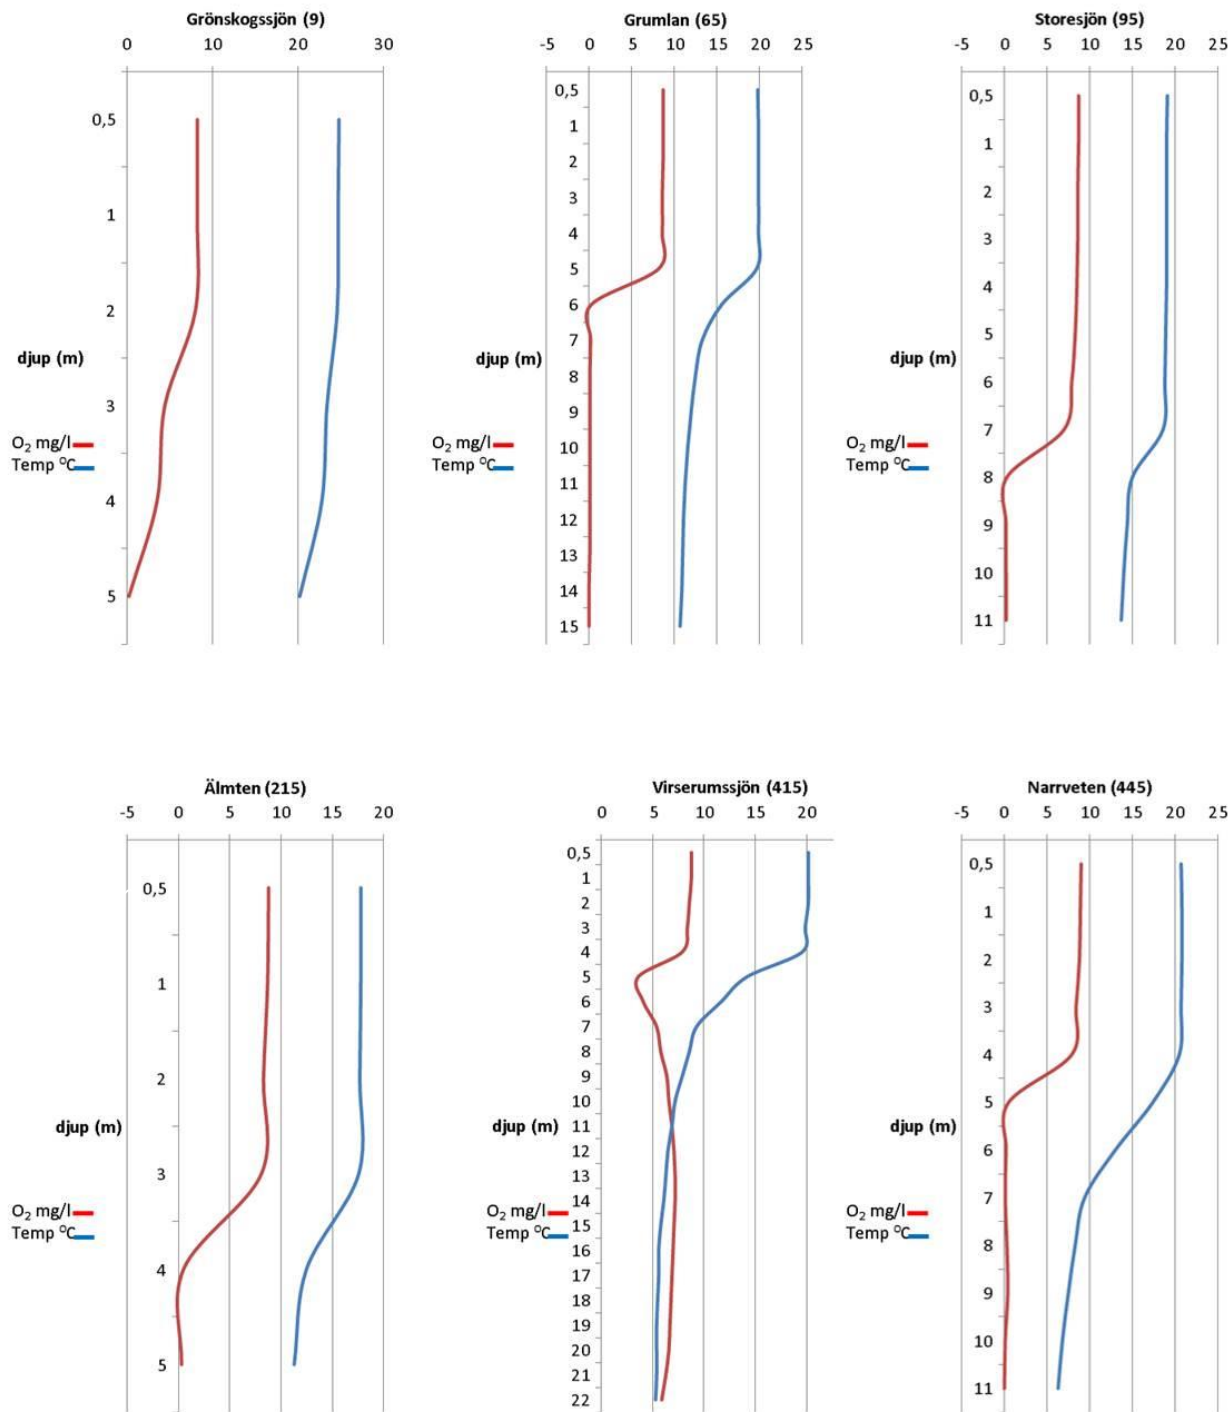 Grönskogssjön (9)
0 10 20 30
0,5
1
2
djup (m)
3
O₂ mg/l
Temp °C
4
5
Grumlan (65)
-5 0 5 10 15 20 25
0,5
1
2
3
4
5
6
7
djup (m)
8
9
O₂ mg/l
10
Temp °C
11
12
13
14
15
Storesjön (95)
-5 0 5 10 15 20 25
0,5
1
2
3
4
5
djup (m)
6
7
O₂ mg/l
Temp °C
8
9
10
11
Älmten (215)
-5 0 5 10 15 20
0,5
1
2
djup (m)
3
O₂ mg/l
Temp °C
4
5
Virserumssjön (415)
0 5 10 15 20
0,5
1
2
3
4
5
6
7
8
9
10
djup (m) 11
12
13
14
O₂ mg/l
15
Temp °C
16
17
18
19
20
21
22
Narrveten (445)
-5 0 5 10 15 20 25
0,5
1
2
3
4
5
djup (m)
6
7
O₂ mg/l
Temp °C
8
9
10
11